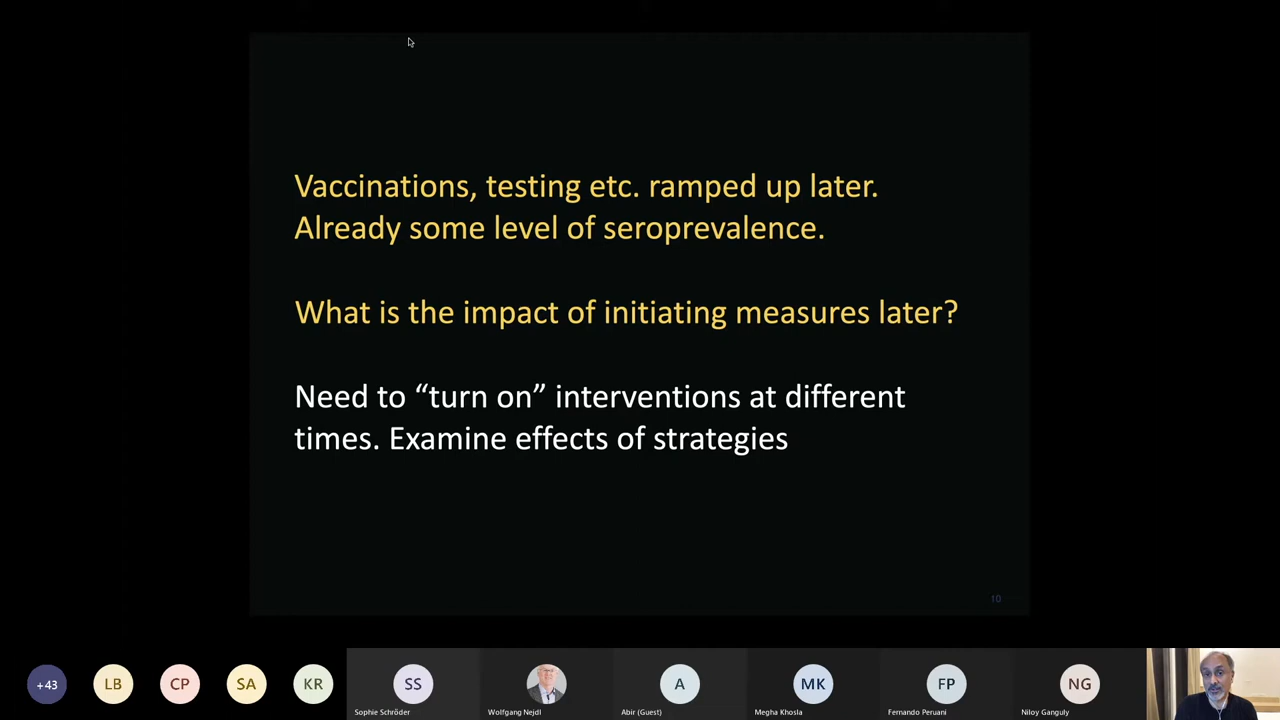 Vaccinations, testing etc. ramped up later.
Already some level of seroprevalence.
What is the impact of initiating measures later?
Need to “turn on” interventions at different
times. Examine effects of strategies
10
+43
LB
CP
SA
KR
SS
A
MK
FP
NG
Sophie Schröder
Wolfgang Nejdl
Abir (Guest)
Megha Khosla
Fernando Peruani
Niloy Ganguly